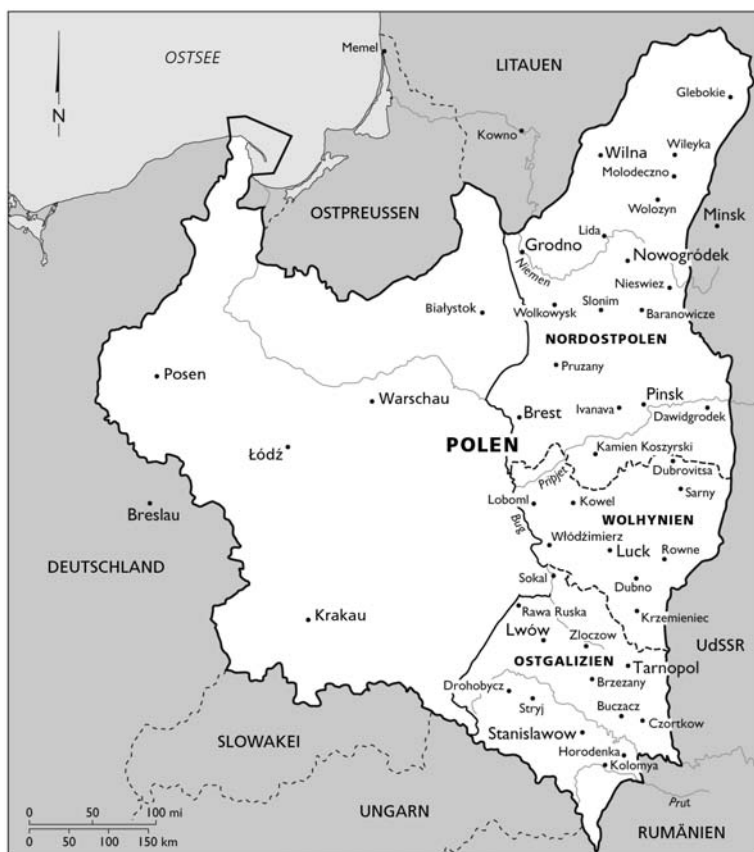 OSTSEE
Memel
LITAUEN
N
Glebokie
Kowno
Wilna
Wileyka
Molodeczno
OSTPREUSSEN
Wolozyn
Minsk
Lida
Grodno
Niemen
Nowogródek
Nieswiez
Białystok
Wolkowysk
Slonim
Baranowicze
NORDOSTPOLEN
Pruzany
Posen
Warschau
Pinsk
Brest
Ivanava
Dawidgrodek
POLEN
Łódź
Kamien Koszyrski
Dubrovitsa
Pripjet
Sarny
Breslau
Loboml
Kowel
Bug
WOLHYNIEN
Włódźimierz
Luck
Rowne
DEUTSCHLAND
Sokal
Dubno
Krakau
Rawa Ruska
Krzemieniec
Lwów
Zloczow
UdSSR
OSTGALIZIEN
Tarnopol
Drohobycz
Brzezany
Stryj
Buczacz
Czortkow
SLOWAKEI
Stanislawow
Horodenka
Kolomya
Prut
UNGARN
RUMÄNIEN
0 50 100 mi
0 50 100 150 km